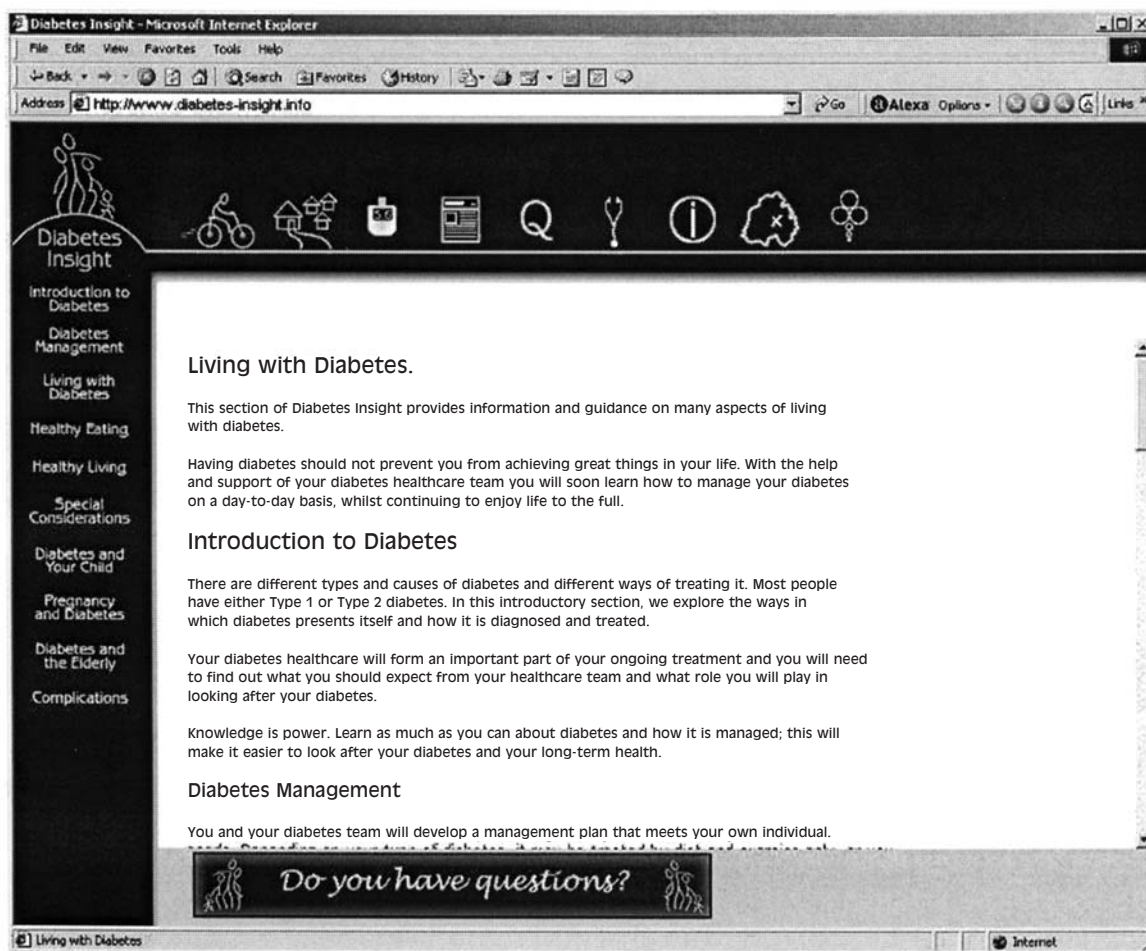 Diabetes Insight - Microsoft Internet Explorer
File Edit View Favorites Tools Help
Back Search Favorites History
Address http://www.diabetes-insight.info Go Alexa Options Links
5.6
Q
i
x
Diabetes
Insight
Introduction to
Diabetes
Diabetes
Management
Living with
Diabetes
Healthy Eating
Healthy Living
Special
Considerations
Diabetes and
Your Child
Pregnancy
and Diabetes
Diabetes and
the Elderly
Complications
Living with Diabetes.
This section of Diabetes Insight provides information and guidance on many aspects of living
with diabetes.
Having diabetes should not prevent you from achieving great things in your life. With the help
and support of your diabetes healthcare team you will soon learn how to manage your diabetes
on a day-to-day basis, whilst continuing to enjoy life to the full.
Introduction to Diabetes
There are different types and causes of diabetes and different ways of treating it. Most people
have either Type 1 or Type 2 diabetes. In this introductory section, we explore the ways in
which diabetes presents itself and how it is diagnosed and treated.
Your diabetes healthcare will form an important part of your ongoing treatment and you will need
to find out what you should expect from your healthcare team and what role you will play in
looking after your diabetes.
Knowledge is power. Learn as much as you can about diabetes and how it is managed; this will
make it easier to look after your diabetes and your long-term health.
Diabetes Management
You and your diabetes team will develop a management plan that meets your own individual.
Do you have questions?
Living with Diabetes Internet